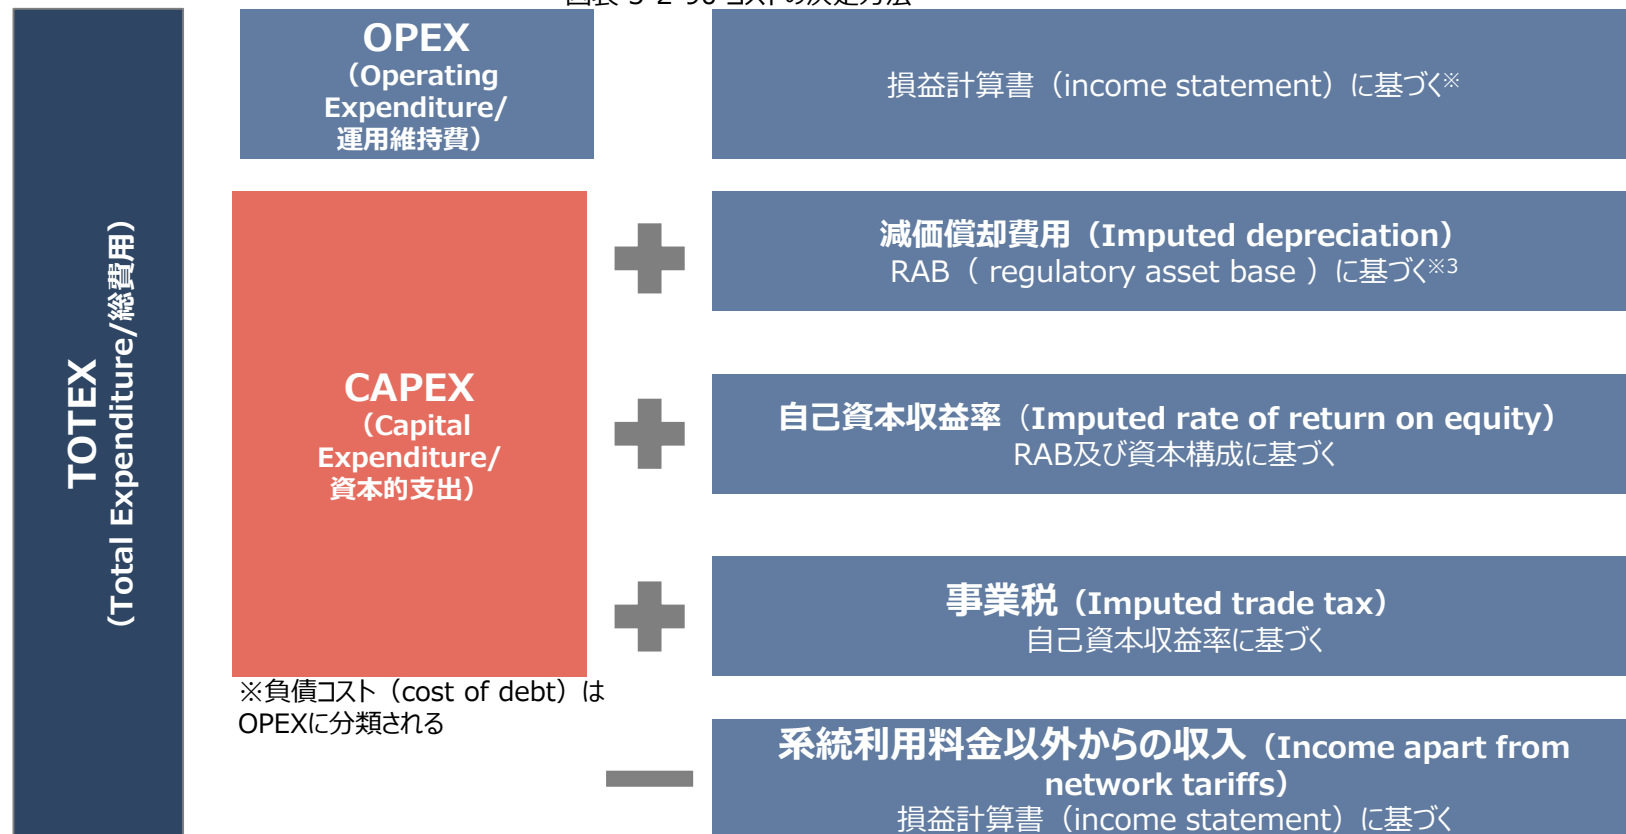 TOTEX
(Total Expenditure/総費用)
OPEX
（Operating
Expenditure/
運用維持費）
損益計算書（income statement）に基づく※
CAPEX
（Capital
Expenditure/
資本的支出）
減価償却費用（Imputed depreciation）
RAB（ regulatory asset base ）に基づく※3
自己資本収益率（Imputed rate of return on equity）
RAB及び資本構成に基づく
事業税（Imputed trade tax）
自己資本収益率に基づく
※負債コスト（cost of debt）は
OPEXに分類される
系統利用料金以外からの収入（Income apart from
network tariffs）
損益計算書（income statement）に基づく